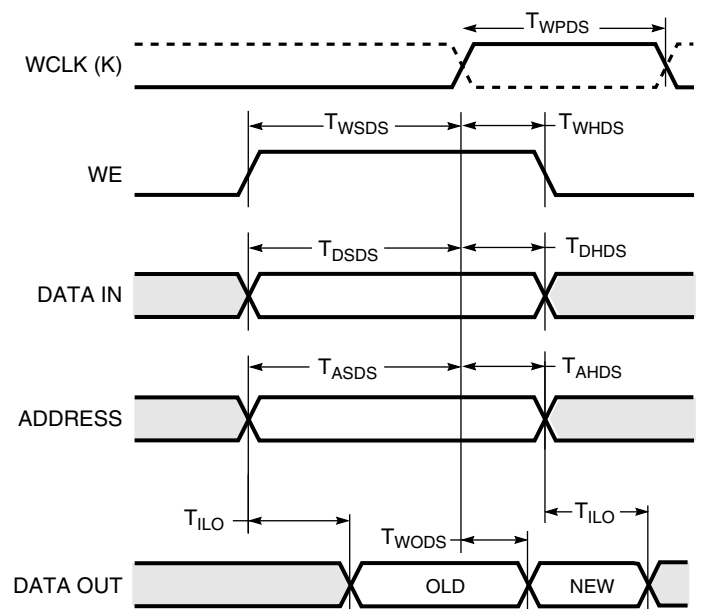 T_WPDS
WCLK (K)
T_WSDS T_WHDS
WE
T_DSDS T_DHDS
DATA IN
T_ASDS T_AHDS
ADDRESS
T_ILO T_WODS T_ILO
DATA OUT OLD NEW